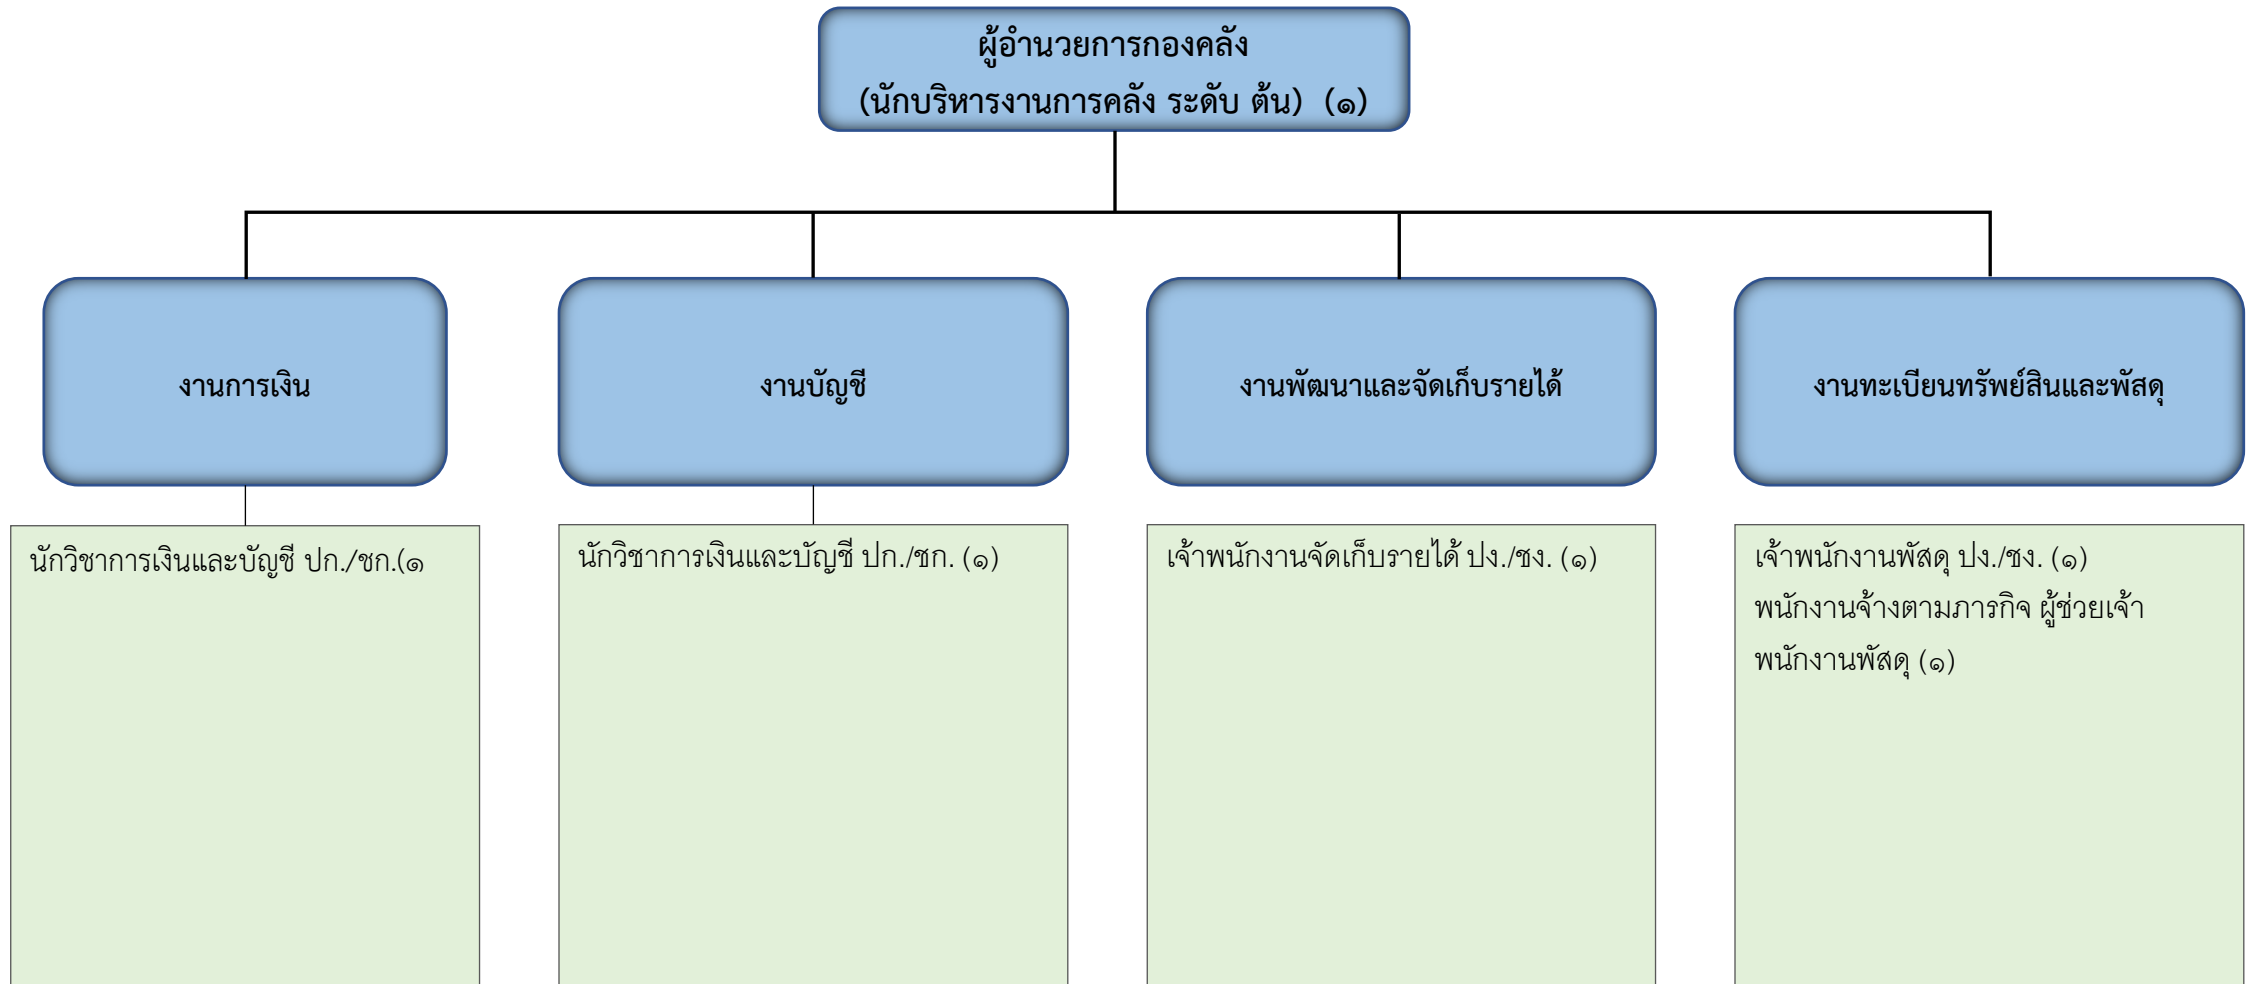 ผู้อำนวยการกองคลัง
(นักบริหารงานการคลัง ระดับ ต้น) (๑)
งานการเงิน
งานบัญชี
งานพัฒนาและจัดเก็บรายได้
งานทะเบียนทรัพย์สินและพัสดุ
นักวิชาการเงินและบัญชี ปก./ชก.(๑
นักวิชาการเงินและบัญชี ปก./ชก. (๑)
เจ้าพนักงานจัดเก็บรายได้ ปง./ชง. (๑)
เจ้าพนักงานพัสดุ ปง./ชง. (๑)
พนักงานจ้างตามภารกิจ ผู้ช่วยเจ้า
พนักงานพัสดุ (๑)